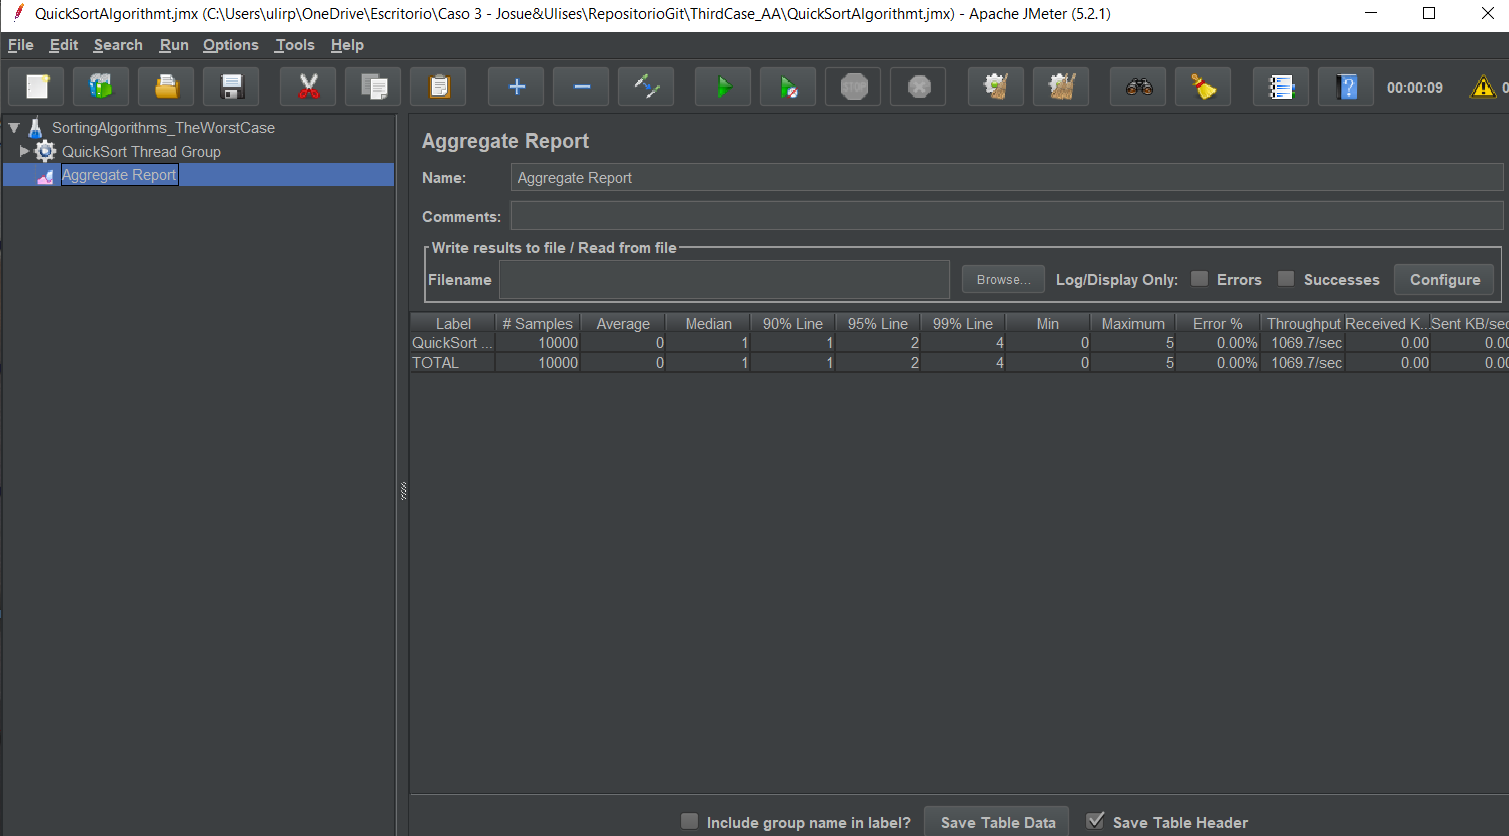 QuickSortAlgorithmt.jmx (C:\Users\ulirp\OneDrive\Escritorio\Caso 3 - Josue&Ulises\RepositorioGit\ThirdCase_AA\QuickSortAlgorithmt.jmx) - Apache JMeter (5.2.1)
File Edit Search Run Options Tools Help
STOP 00:00:09 0
SortingAlgorithms_TheWorstCase
QuickSort Thread Group
Aggregate Report
Aggregate Report
Name: Aggregate Report
Comments:
Write results to file / Read from file
Filename Browse... Log/Display Only: Errors Successes Configure
Label # Samples Average Median 90% Line 95% Line 99% Line Min Maximum Error % Throughput Received K... Sent KB/sec
QuickSort ... 10000 0 1 1 2 4 0 5 0.00% 1069.7/sec 0.00 0.00
TOTAL 10000 0 1 1 2 4 0 5 0.00% 1069.7/sec 0.00 0.00
Include group name in label? Save Table Data Save Table Header